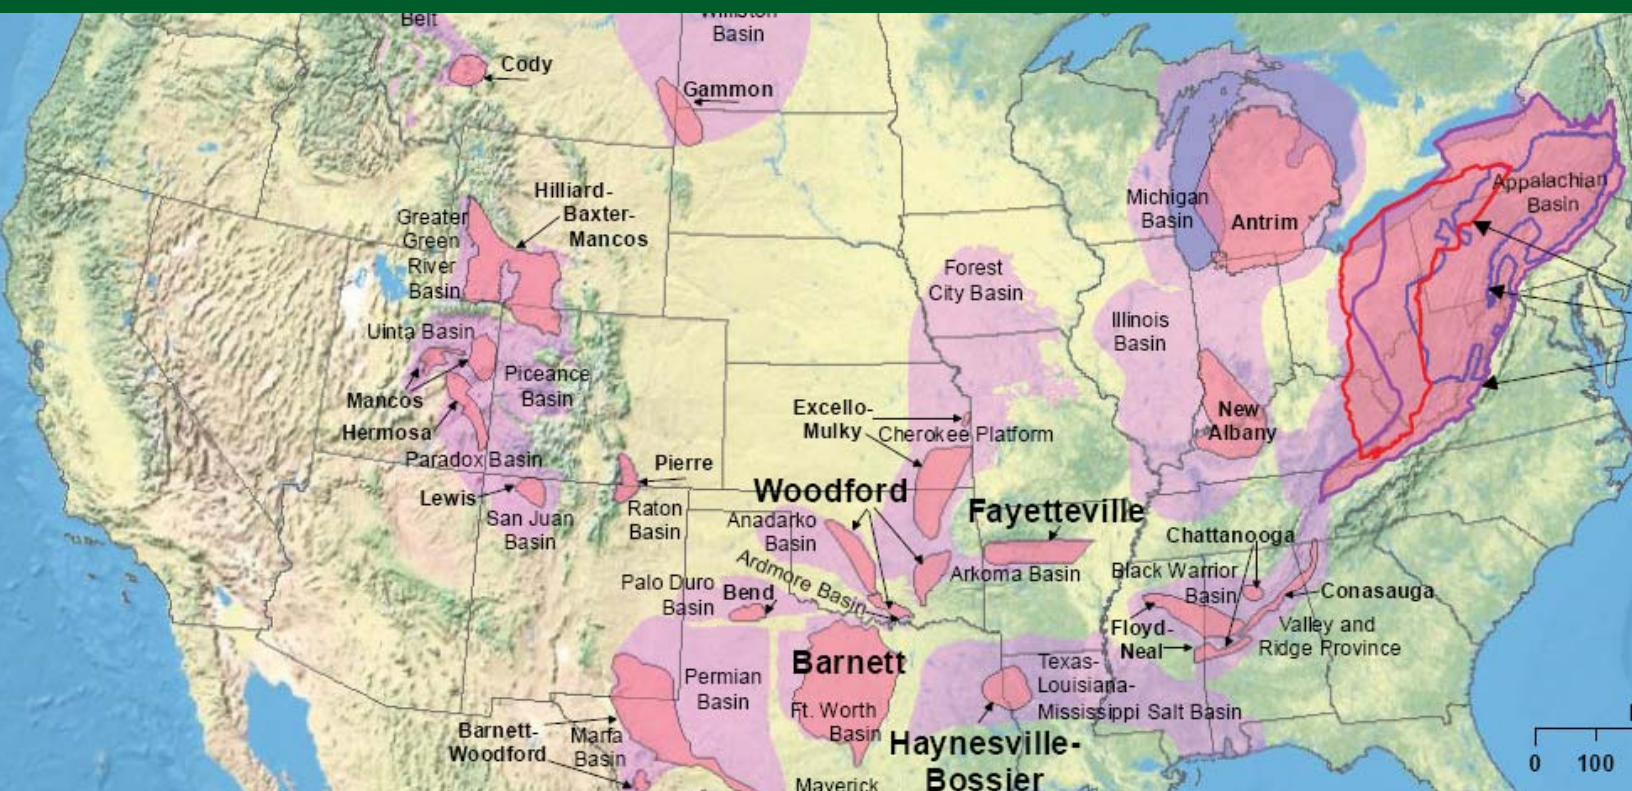 Belt
Williston
Basin
Cody
Gammon
Hilliard-
Baxter-
Mancos
Greater
Green
River
Basin
Michigan
Basin
Antrim
Appalachian
Basin
Forest
City Basin
Illinois
Basin
Uinta Basin
Piceance
Basin
Mancos
Hermosa
Paradox Basin
Excello-
Mulky
Cherokee Platform
New
Albany
Lewis
San Juan
Basin
Pierre
Raton
Basin
Woodford
Anadarko
Basin
Fayetteville
Ardmore Basin
Arkoma Basin
Palo Duro
Basin
Bend
Chattanooga
Black Warrior
Basin
Conasauga
Floyd-
Neal
Valley and
Ridge Province
Barnett
Ft. Worth
Basin
Permian
Basin
Texas-
Louisiana-
Mississippi Salt Basin
Barnett-
Woodford
Marfa
Basin
Haynesville-
Bossier
Maverick
0 100